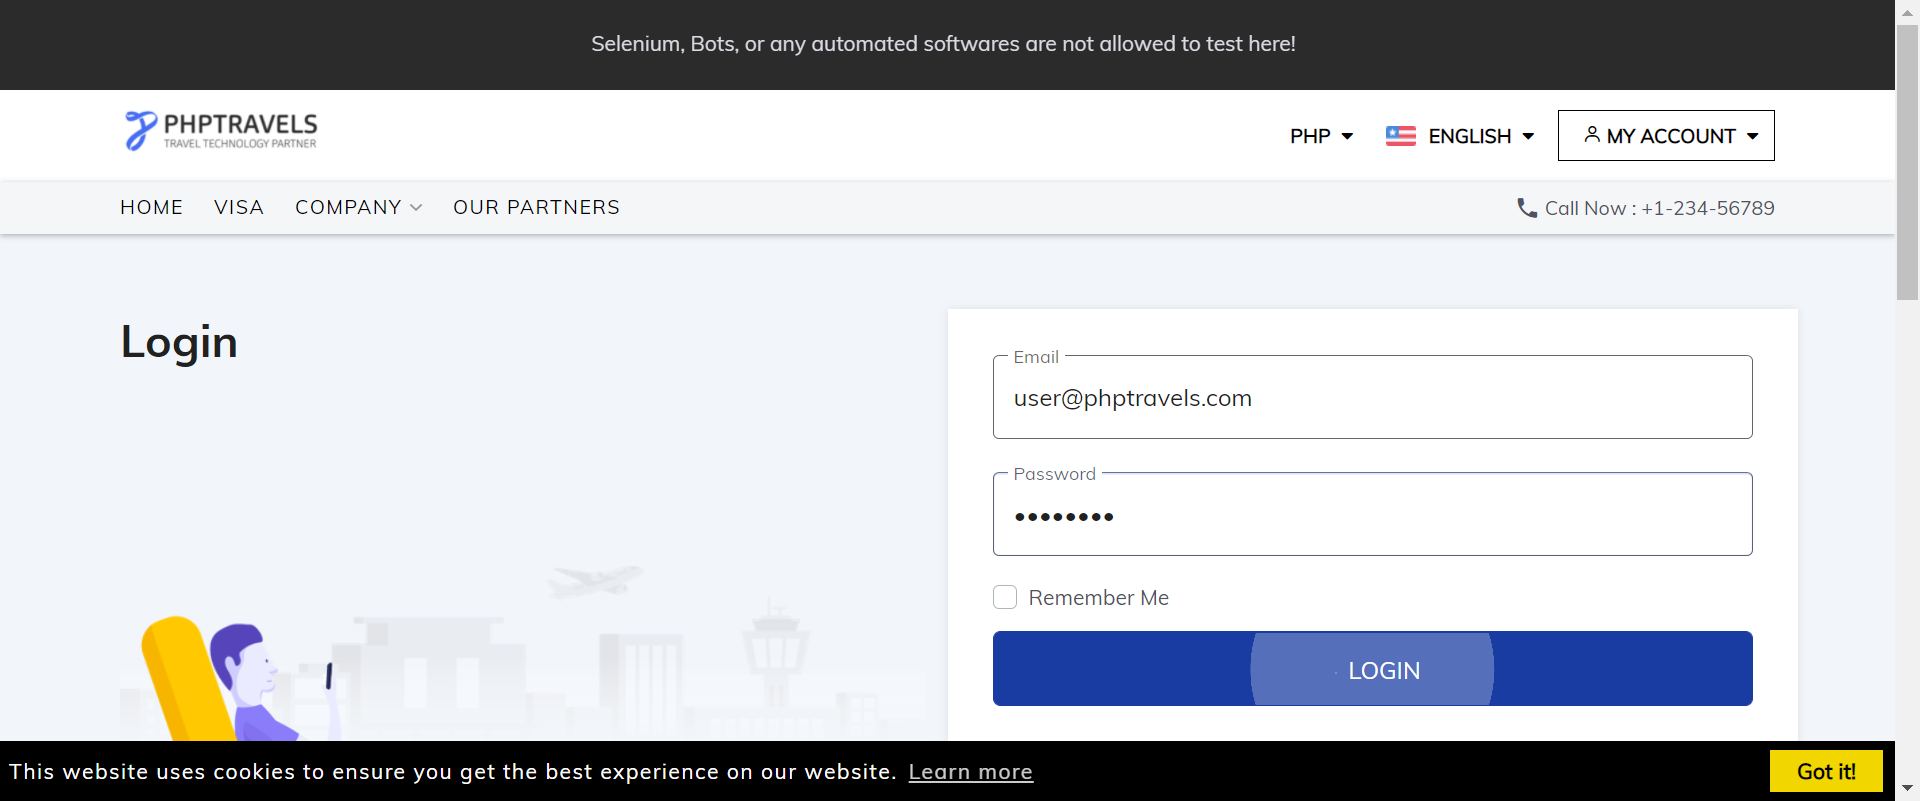 Selenium, Bots, or any automated softwares are not allowed to test here!
PHPTRAVELS
TRAVEL TECHNOLOGY PARTNER
PHP
ENGLISH
MY ACCOUNT
HOME
VISA
COMPANY
OUR PARTNERS
Call Now : +1-234-56789
Login
Email
user@phptravels.com
Password
••••••••
Remember Me
LOGIN
This website uses cookies to ensure you get the best experience on our website. Learn more
Got it!